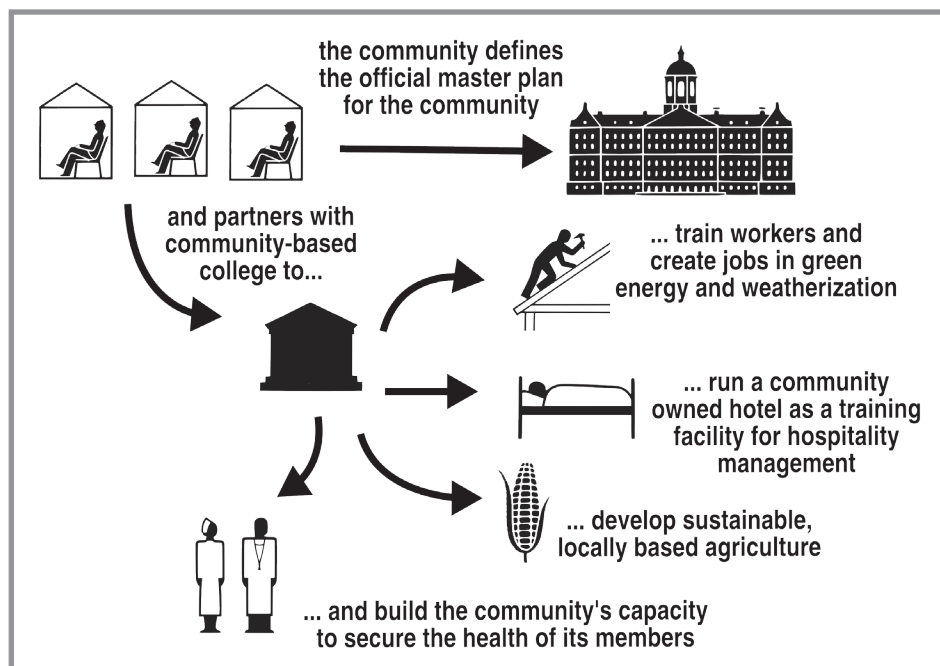 the community defines
the official master plan
for the community
and partners with
community-based
college to...
... train workers and
create jobs in green
energy and weatherization
... run a community
owned hotel as a training
facility for hospitality
management
... develop sustainable,
locally based agriculture
... and build the community's capacity
to secure the health of its members